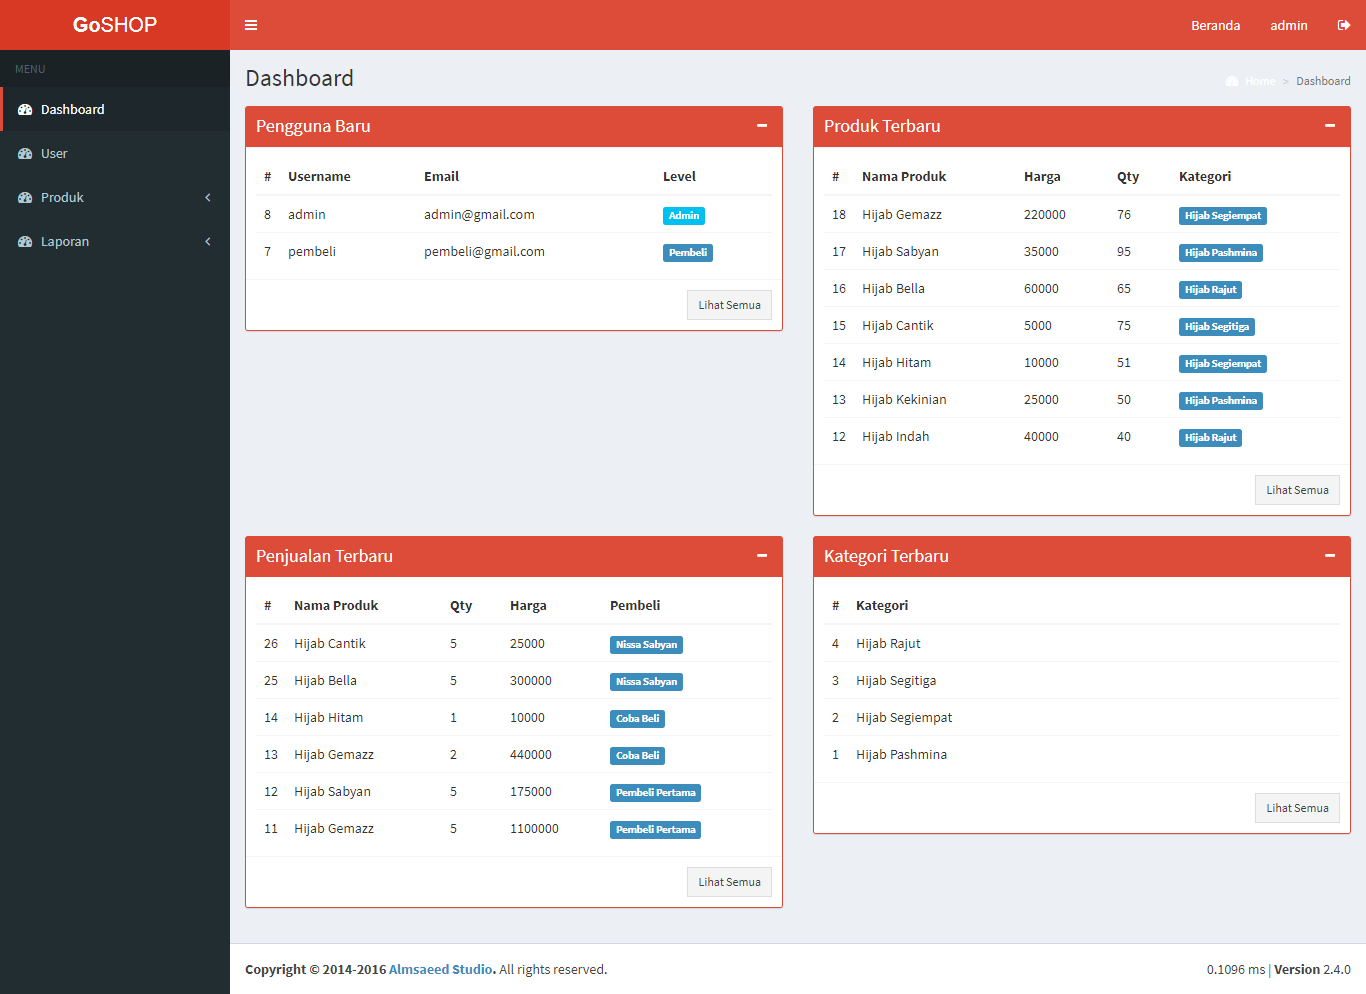 GoSHOP
Beranda admin
MENU
Dashboard
User
Produk
Laporan
Dashboard
Home > Dashboard
Pengguna Baru
# Username Email Level
8 admin admin@gmail.com Admin
7 pembeli pembeli@gmail.com Pembeli
Lihat Semua
Produk Terbaru
# Nama Produk Harga Qty Kategori
18 Hijab Gemazz 220000 76 Hijab Segiempat
17 Hijab Sabyan 35000 95 Hijab Pashmina
16 Hijab Bella 60000 65 Hijab Rajut
15 Hijab Cantik 5000 75 Hijab Segitiga
14 Hijab Hitam 10000 51 Hijab Segiempat
13 Hijab Kekinian 25000 50 Hijab Pashmina
12 Hijab Indah 40000 40 Hijab Rajut
Lihat Semua
Penjualan Terbaru
# Nama Produk Qty Harga Pembeli
26 Hijab Cantik 5 25000 Nissa Sabyan
25 Hijab Bella 5 300000 Nissa Sabyan
14 Hijab Hitam 1 10000 Coba Beli
13 Hijab Gemazz 2 440000 Coba Beli
12 Hijab Sabyan 5 175000 Pembeli Pertama
11 Hijab Gemazz 5 1100000 Pembeli Pertama
Lihat Semua
Kategori Terbaru
# Kategori
4 Hijab Rajut
3 Hijab Segitiga
2 Hijab Segiempat
1 Hijab Pashmina
Lihat Semua
Copyright © 2014-2016 Almsaeed Studio. All rights reserved.
0.1096 ms | Version 2.4.0